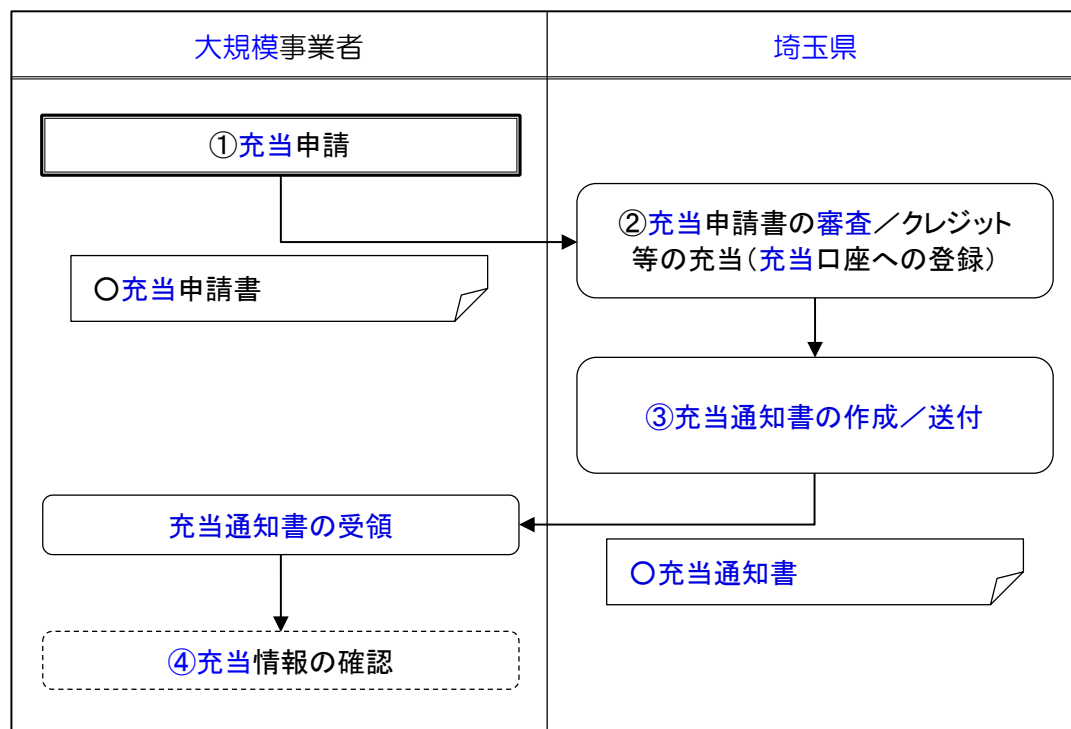 大規模事業者
埼玉県
①充当申請
②充当申請書の審査／クレジット
等の充当（充当口座への登録）
〇充当申請書
③充当通知書の作成／送付
充当通知書の受領
〇充当通知書
④充当情報の確認